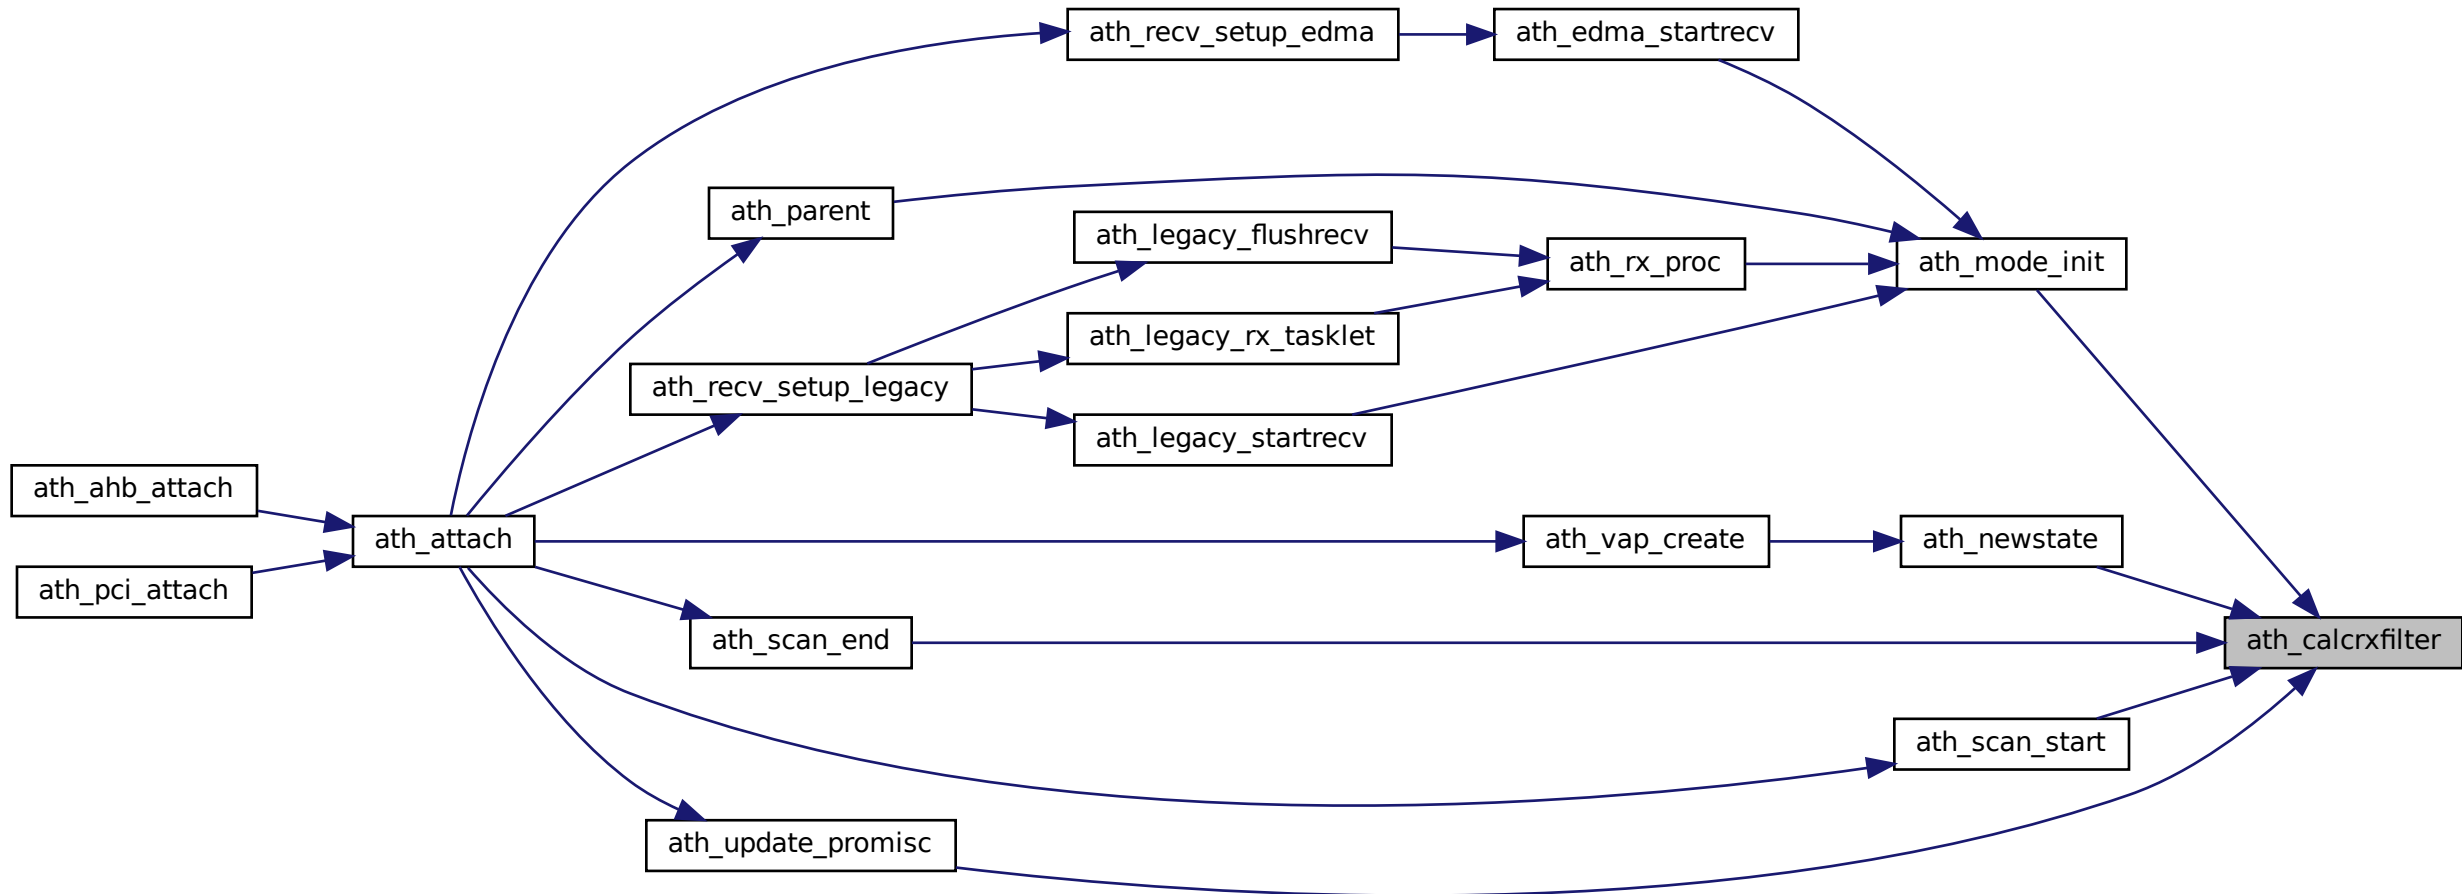 ath_recv_setup_edma
ath_edma_startrecv
ath_parent
ath_legacy_flushrecv
ath_rx_proc
ath_mode_init
ath_legacy_rx_tasklet
ath_recv_setup_legacy
ath_legacy_startrecv
ath_ahb_attach
ath_attach
ath_vap_create
ath_newstate
ath_pci_attach
ath_scan_end
ath_calcrxfilter
ath_scan_start
ath_update_promisc